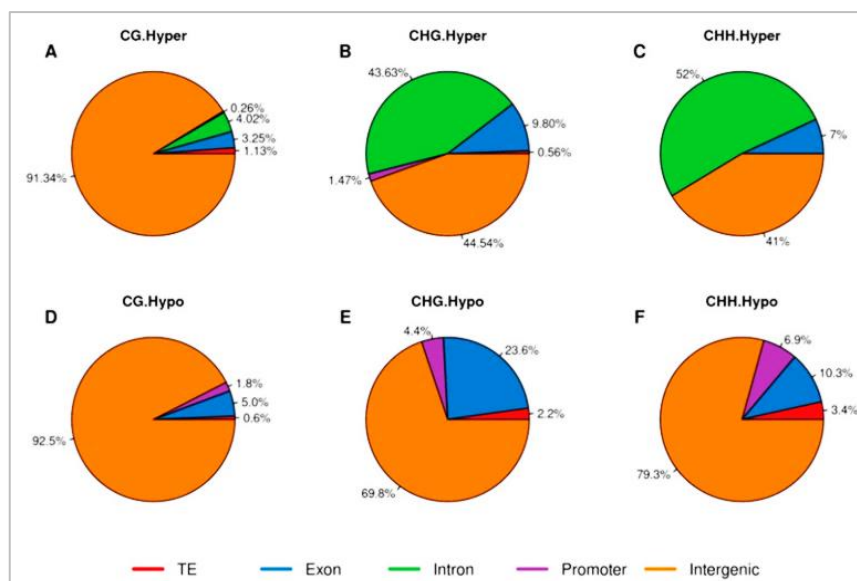 A
CG.Hyper
0.26%
4.02%
3.25%
1.13%
91.34%
B
CHG.Hyper
43.63%
9.80%
0.56%
1.47%
44.54%
C
CHH.Hyper
52%
7%
41%
D
CG.Hypo
1.8%
5.0%
0.6%
92.5%
E
CHG.Hypo
4.4%
23.6%
2.2%
69.8%
F
CHH.Hypo
6.9%
10.3%
3.4%
79.3%
TE Exon Intron Promoter Intergenic